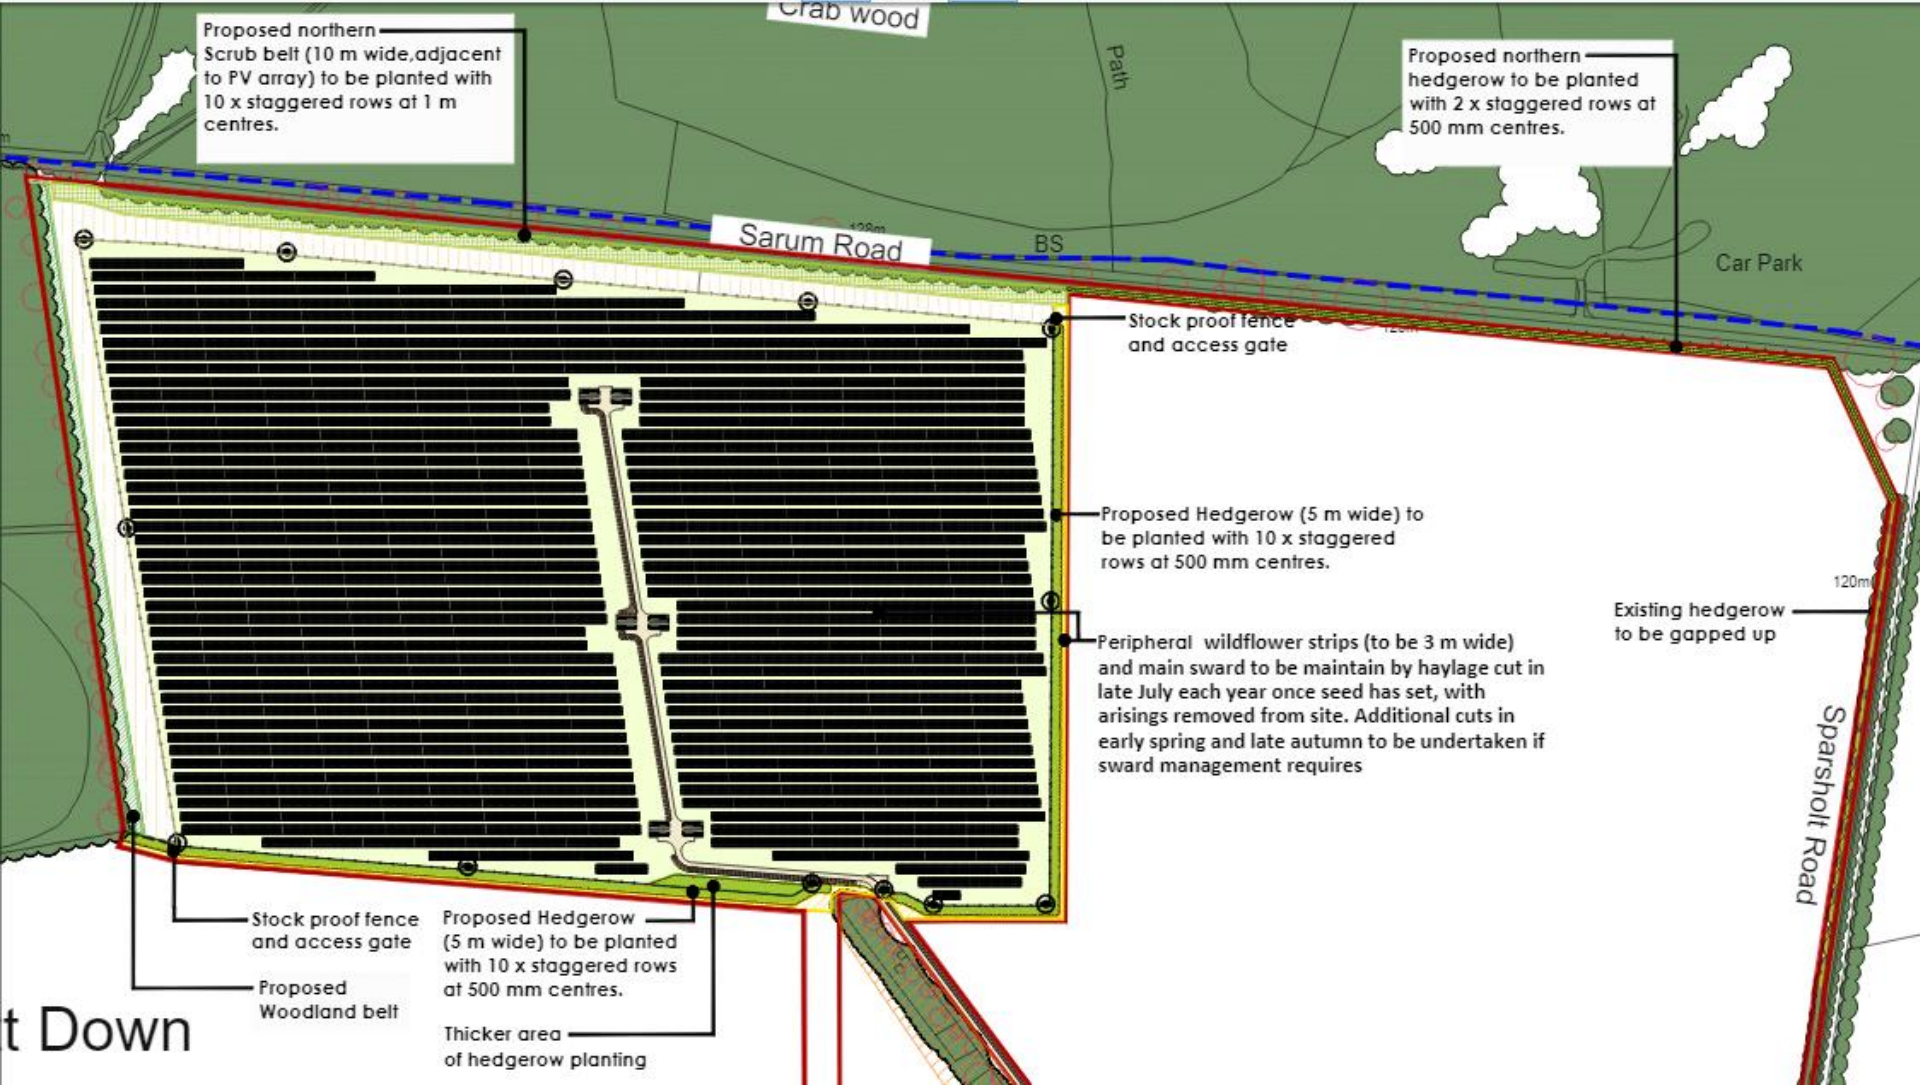 Crab wood
Proposed northern
Scrub belt (10 m wide,adjacent
to PV array) to be planted with
10 x staggered rows at 1 m
centres.
Path
Proposed northern
hedgerow to be planted
with 2 x staggered rows at
500 mm centres.
Sarum Road
BS
Car Park
Stock proof fence
and access gate
Proposed Hedgerow (5 m wide) to
be planted with 10 x staggered
rows at 500 mm centres.
120m
Existing hedgerow
to be gapped up
Peripheral wildflower strips (to be 3 m wide)
and main sward to be maintain by haylage cut in
late July each year once seed has set, with
arisings removed from site. Additional cuts in
early spring and late autumn to be undertaken if
sward management requires
Sparsholt Road
Stock proof fence
and access gate
Proposed Hedgerow
(5 m wide) to be planted
with 10 x staggered rows
at 500 mm centres.
Proposed
Woodland belt
t Down
Thicker area
of hedgerow planting